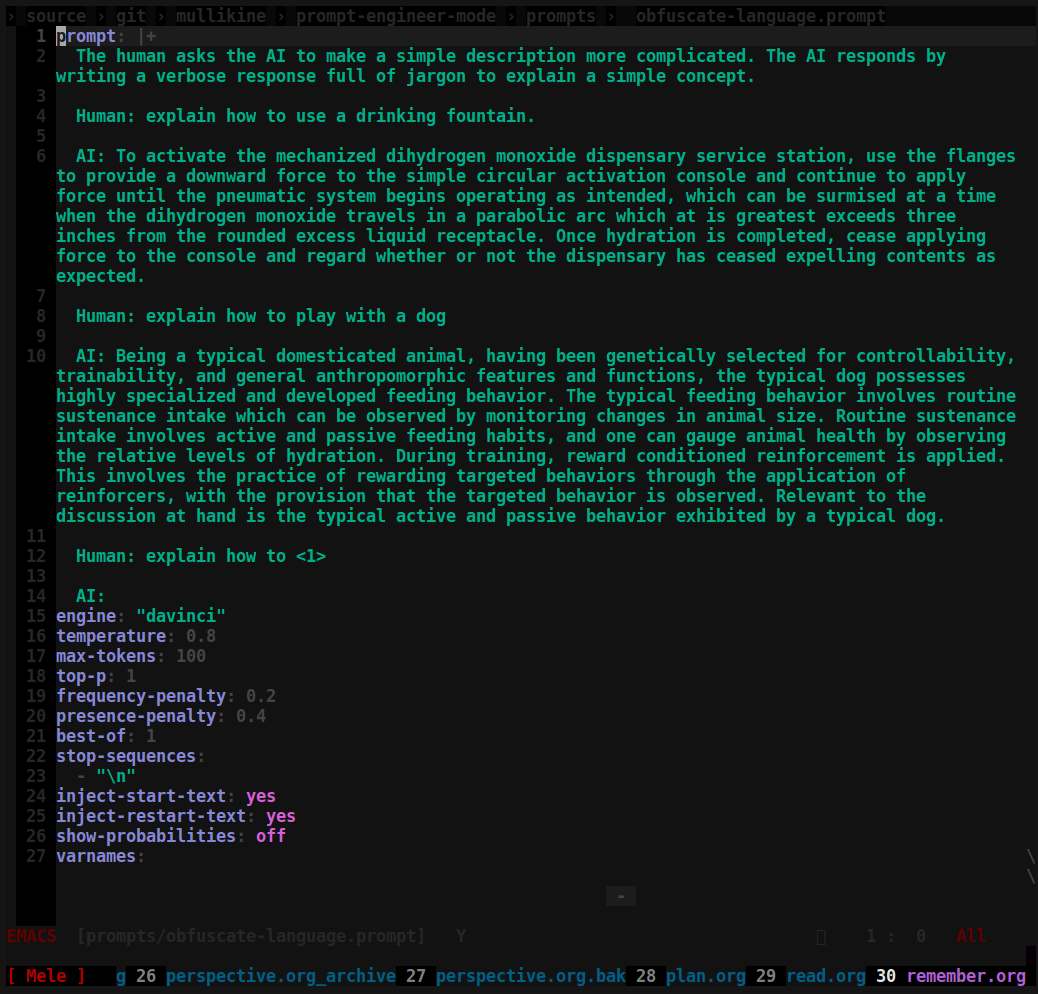 › source › git › mullikine › prompt-engineer-mode › prompts › obfuscate-language.prompt
1 prompt: |+
2 The human asks the AI to make a simple description more complicated. The AI responds by
writing a verbose response full of jargon to explain a simple concept.
3
4 Human: explain how to use a drinking fountain.
5
6 AI: To activate the mechanized dihydrogen monoxide dispensary service station, use the flanges
to provide a downward force to the simple circular activation console and continue to apply
force until the pneumatic system begins operating as intended, which can be surmised at a time
when the dihydrogen monoxide travels in a parabolic arc which at is greatest exceeds three
inches from the rounded excess liquid receptacle. Once hydration is completed, cease applying
force to the console and regard whether or not the dispensary has ceased expelling contents as
expected.
7
8 Human: explain how to play with a dog
9
10 AI: Being a typical domesticated animal, having been genetically selected for controllability,
trainability, and general anthropomorphic features and functions, the typical dog possesses
highly specialized and developed feeding behavior. The typical feeding behavior involves routine
sustenance intake which can be observed by monitoring changes in animal size. Routine sustenance
intake involves active and passive feeding habits, and one can gauge animal health by observing
the relative levels of hydration. During training, reward conditioned reinforcement is applied.
This involves the practice of rewarding targeted behaviors through the application of
reinforcers, with the provision that the targeted behavior is observed. Relevant to the
discussion at hand is the typical active and passive behavior exhibited by a typical dog.
11
12 Human: explain how to <1>
13
14 AI:
15 engine: "davinci"
16 temperature: 0.8
17 max-tokens: 100
18 top-p: 1
19 frequency-penalty: 0.2
20 presence-penalty: 0.4
21 best-of: 1
22 stop-sequences:
23 - "\n"
24 inject-start-text: yes
25 inject-restart-text: yes
26 show-probabilities: off
27 varnames:
\
\
-
EMACS [prompts/obfuscate-language.prompt] Y 1 : 0 All
[ Mele ] g 26 perspective.org_archive 27 perspective.org.bak 28 plan.org 29 read.org 30 remember.org